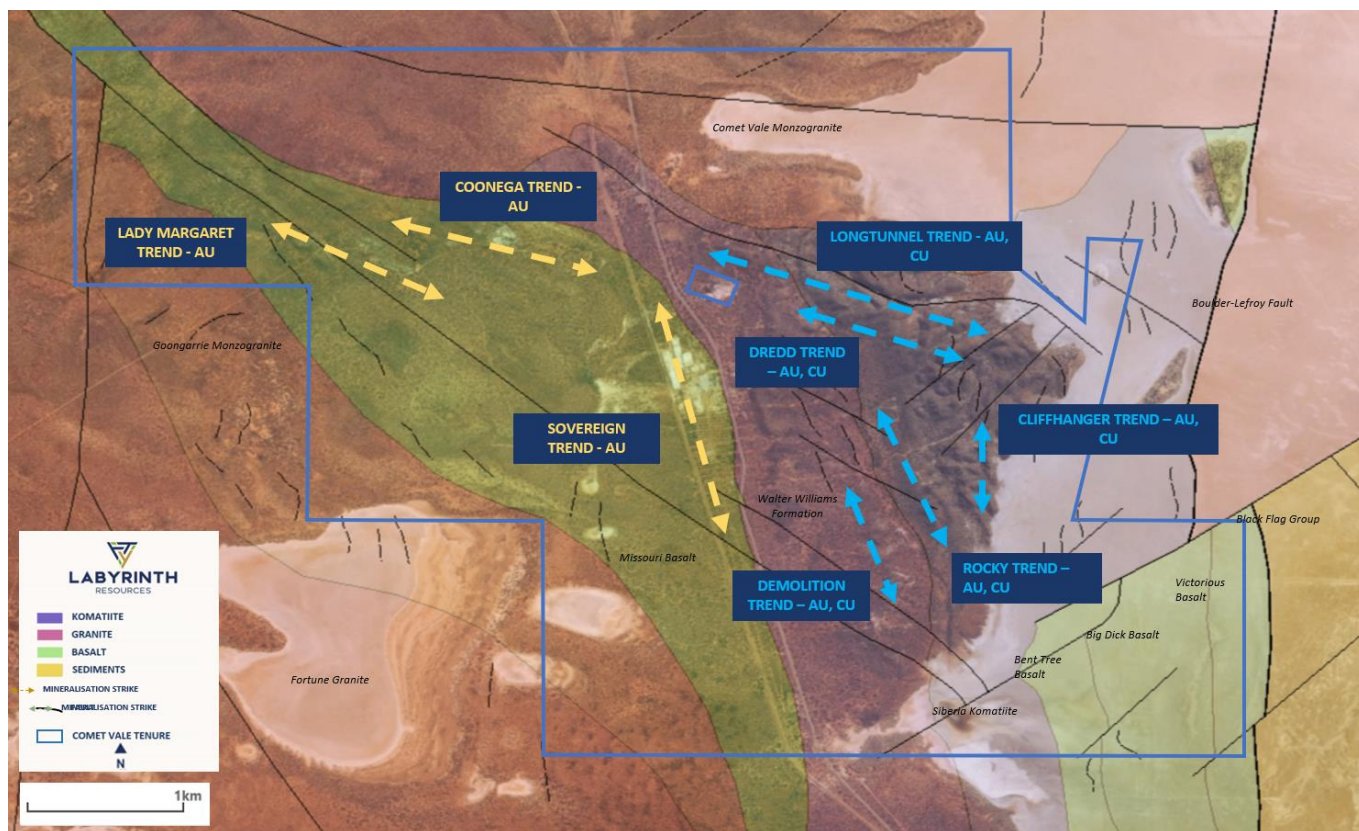 Comet Vale Monzogranite
COONEGA TREND -
AU
LADY MARGARET
TREND - AU
LONGTUNNEL TREND - AU,
CU
Boulder-Lefroy Fault
Goongarrie Monzogranite
DREDD TREND
– AU, CU
SOVEREIGN
TREND - AU
CLIFFHANGER TREND – AU,
CU
Walter Williams
Formation
Black Flag Group
Missouri Basalt
DEMOLITION
TREND – AU, CU
ROCKY TREND –
AU, CU
Victorious
Basalt
Big Dick Basalt
Bent Tree
Basalt
Fortune Granite
Siberia Komatiite
LABYRINTH
RESOURCES
KOMATIITE
GRANITE
BASALT
SEDIMENTS
MINERALISATION STRIKE
COMET VALE TENURE
N
1km